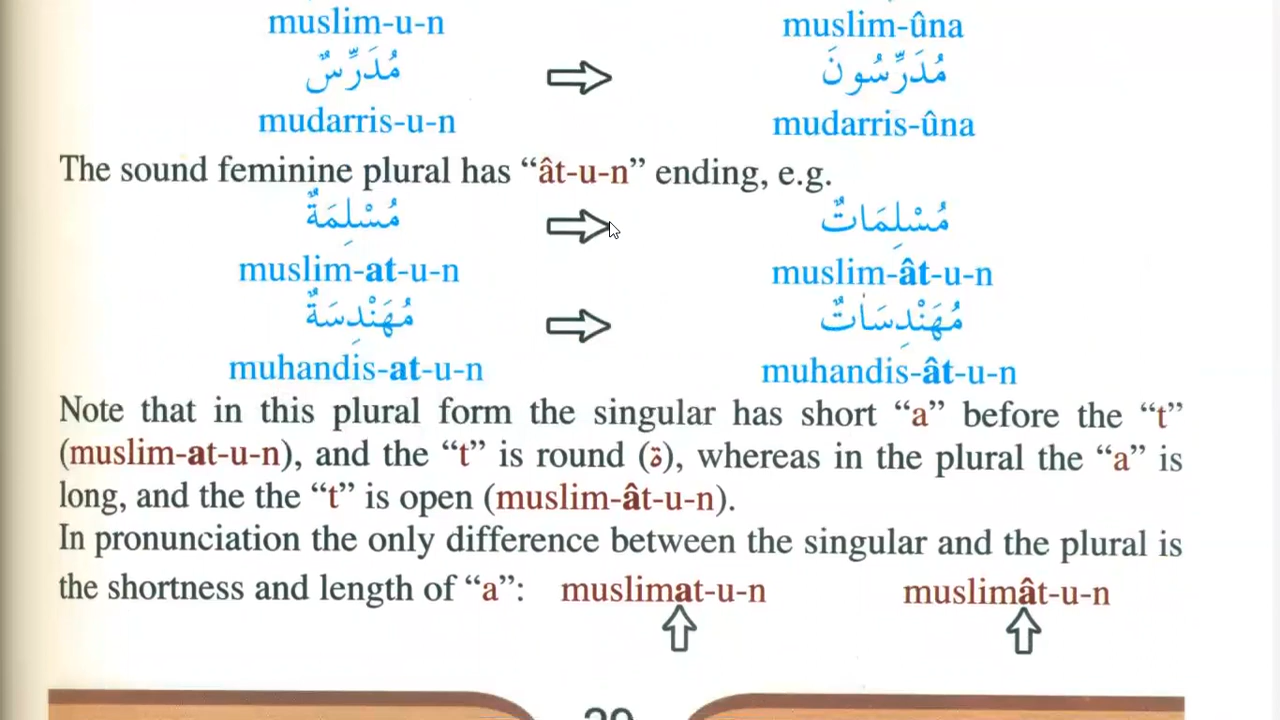 muslim-u-n muslim-ûna
مُدَرِّسٌ ⇨ مُدَرِّسُونَ
mudarris-u-n mudarris-ûna
The sound feminine plural has “ât-u-n” ending, e.g.
مُسْلِمَةٌ ⇨ مُسْلِمَاتٌ
muslim-at-u-n muslim-ât-u-n
مُهَنْدِسَةٌ ⇨ مُهَنْدِسَاتٌ
muhandis-at-u-n muhandis-ât-u-n
Note that in this plural form the singular has short “a” before the “t”
(muslim-at-u-n), and the “t” is round (ة), whereas in the plural the “a” is
long, and the the “t” is open (muslim-ât-u-n).
In pronunciation the only difference between the singular and the plural is
the shortness and length of “a”: muslimat-u-n muslimât-u-n